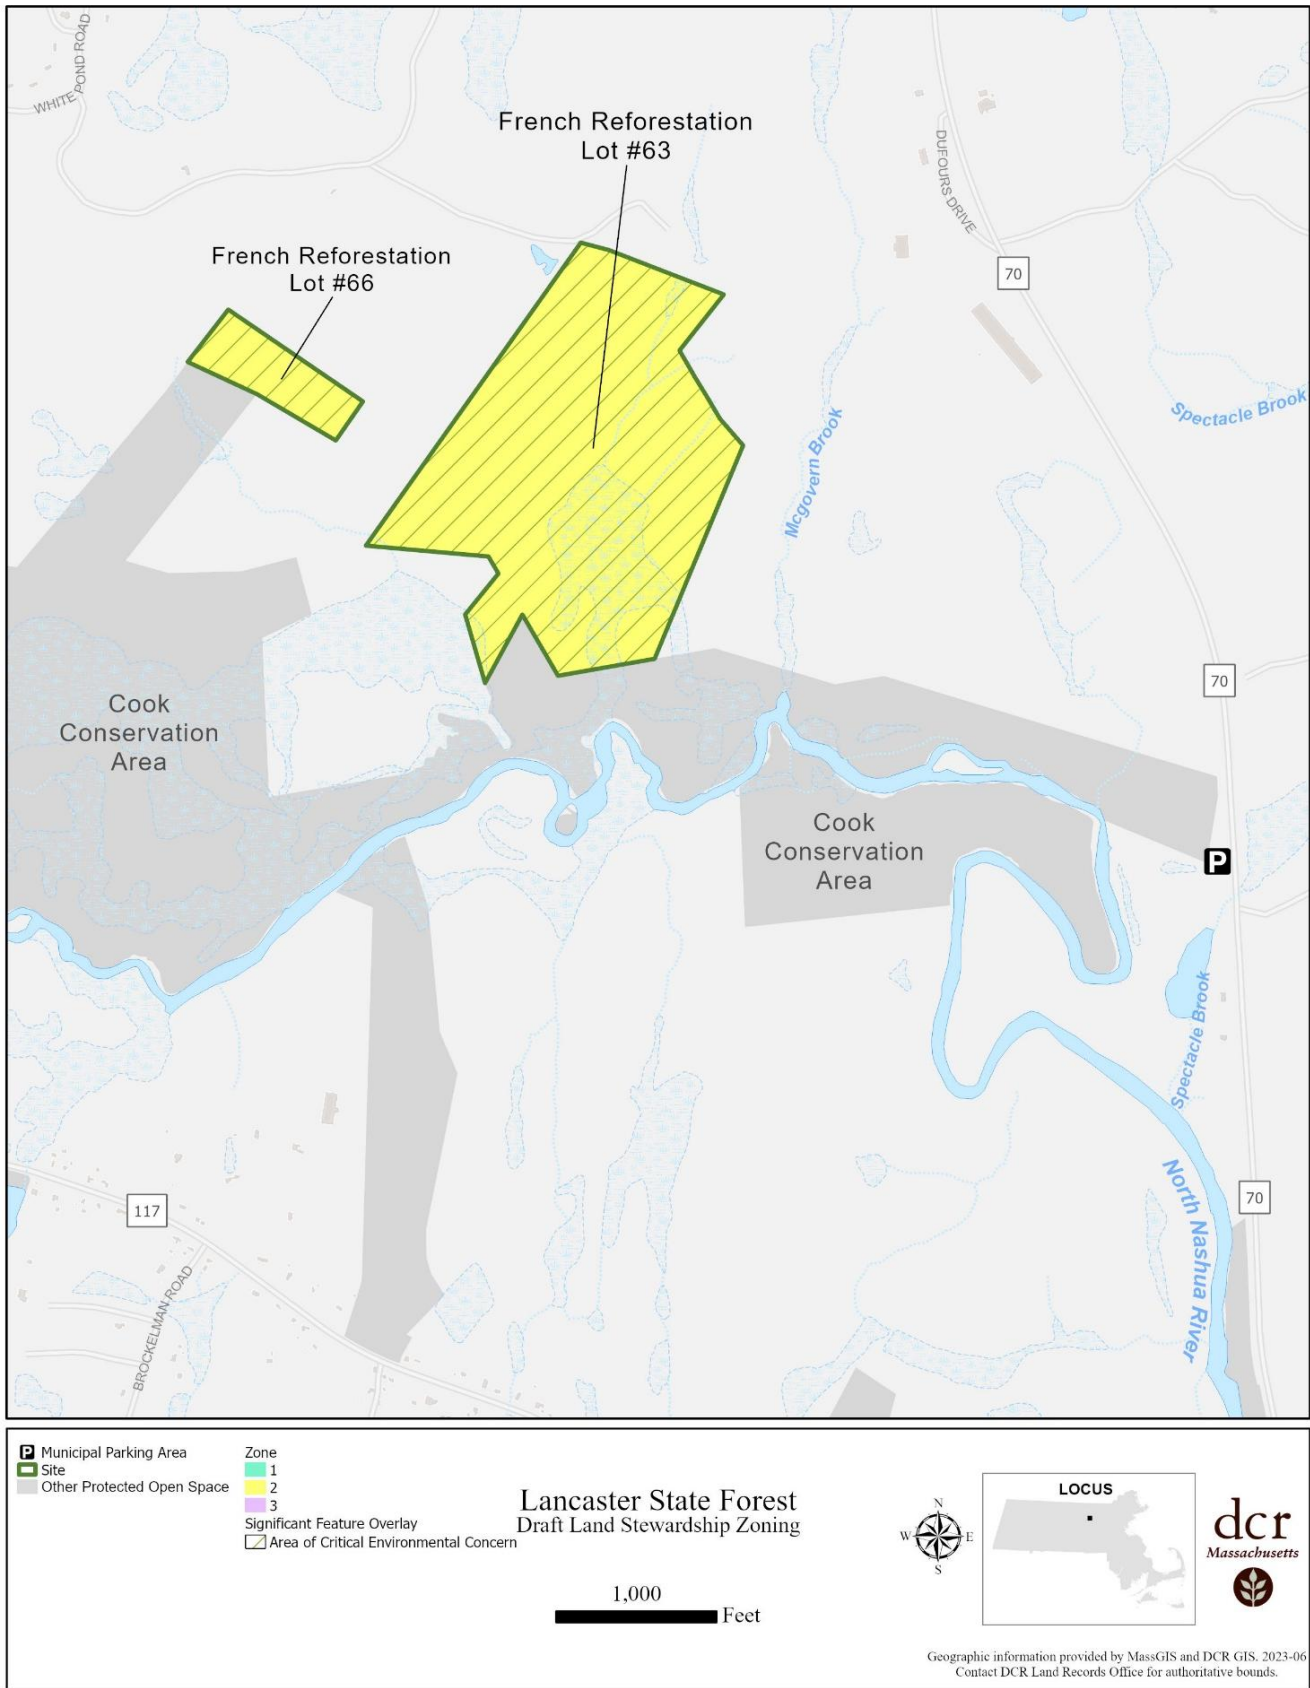 WHITE POND ROAD
French Reforestation
Lot #63
DUFOURS DRIVE
French Reforestation
Lot #66
70
Spectacle Brook
Mcgovern Brook
70
Cook
Conservation
Area
Cook
Conservation
Area
P
Spectacle Brook
North Nashua River
70
117
BROCKELMAN ROAD
P Municipal Parking Area
Site
Other Protected Open Space
Zone
1
2
3
Significant Feature Overlay
Area of Critical Environmental Concern
Lancaster State Forest
Draft Land Stewardship Zoning
1,000
Feet
N
W E
S
LOCUS
dcr
Massachusetts
Geographic information provided by MassGIS and DCR GIS. 2023-06
Contact DCR Land Records Office for authoritative bounds.